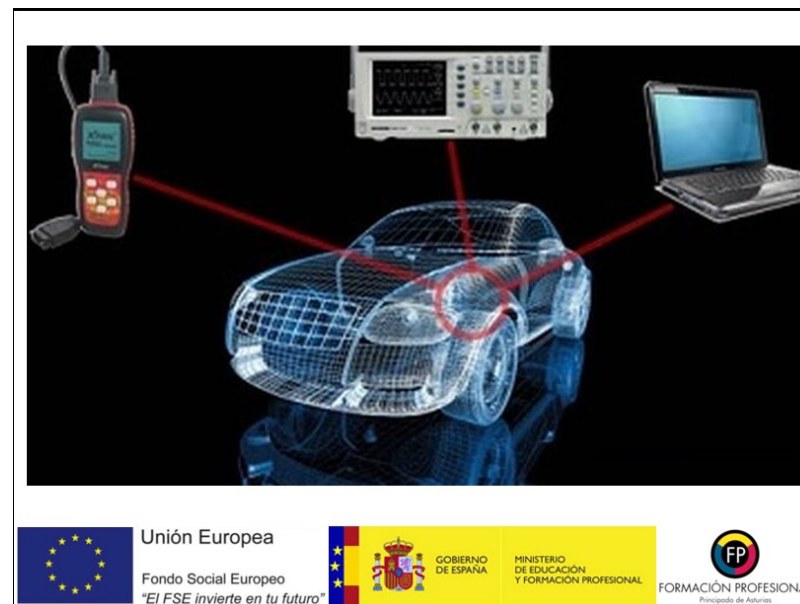 Unión Europea
Fondo Social Europeo
"El FSE invierte en tu futuro"
GOBIERNO
DE ESPAÑA
MINISTERIO
DE EDUCACIÓN
Y FORMACIÓN PROFESIONAL
FP
FORMACIÓN PROFESIONA
Principado de Asturias